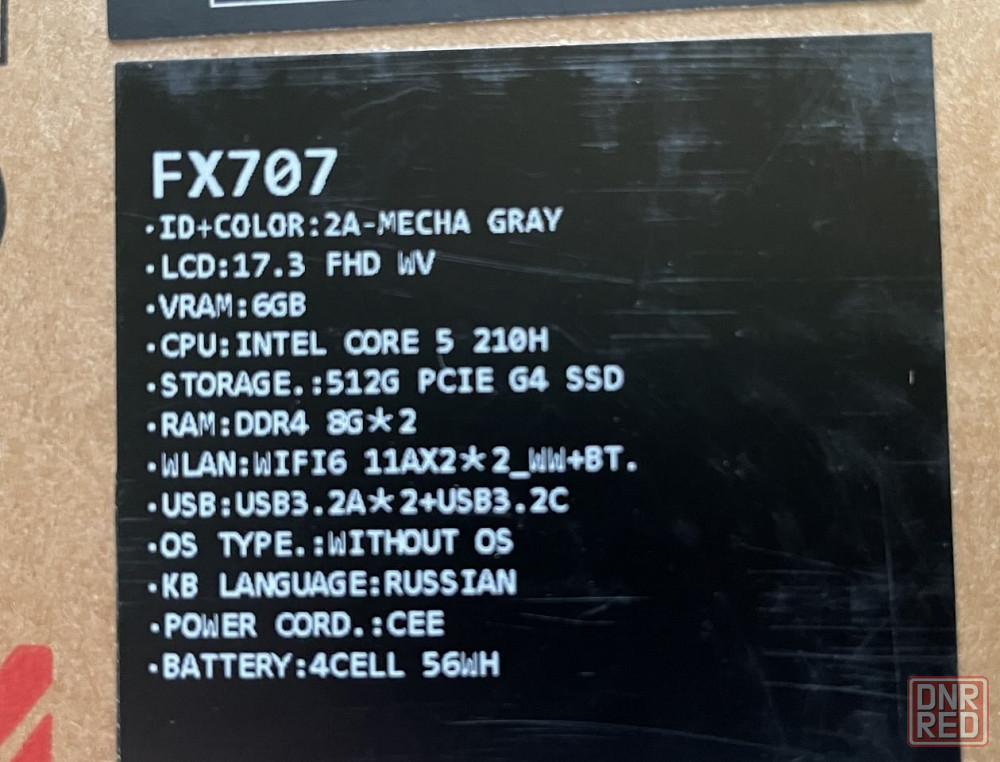 FX707
·ID+COLOR:2A-MECHA GRAY
·LCD:17.3 FHD WV
·VRAM:6GB
·CPU:INTEL CORE 5 210H
·STORAGE.:512G PCIE G4 SSD
·RAM:DDR4 8G*2
·WLAN:WIFI6 11AX2*2_WW+BT.
·USB:USB3.2A*2+USB3.2C
·OS TYPE.:WITHOUT OS
·KB LANGUAGE:RUSSIAN
·POWER CORD.:CEE
·BATTERY:4CELL 56WH
DNR
RED